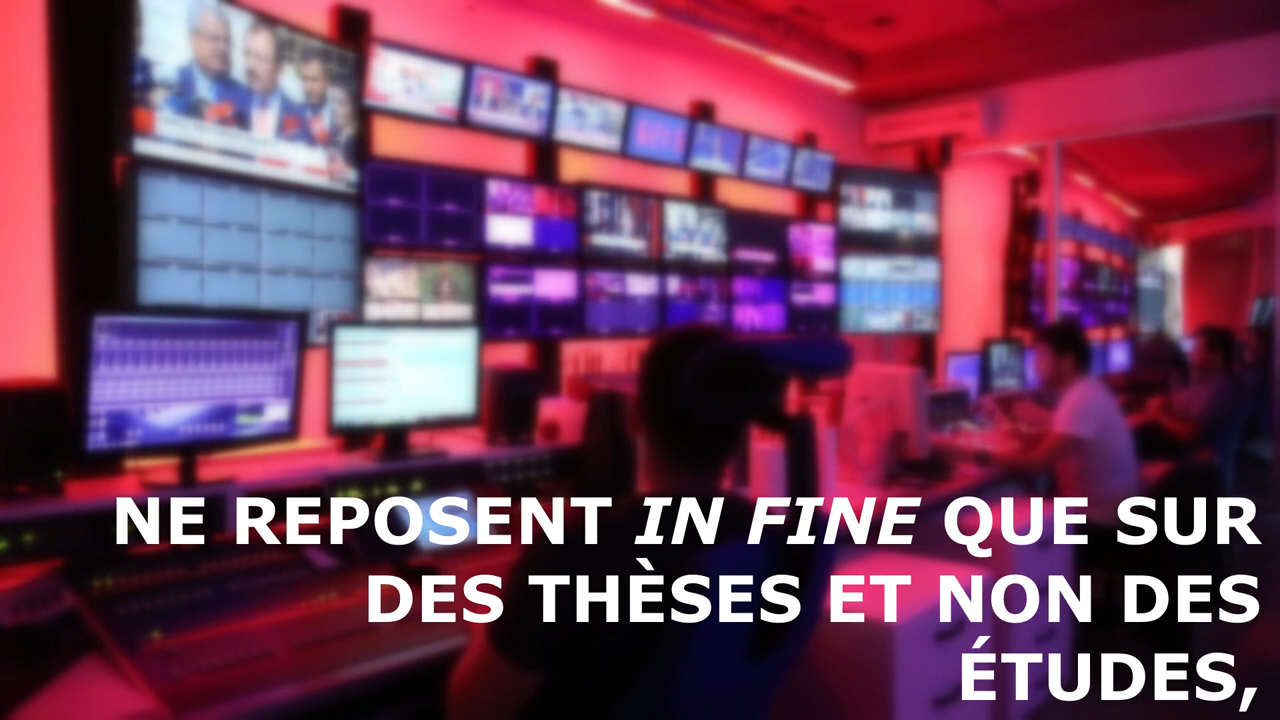 NE REPOSENT IN FINE QUE SUR
DES THÈSES ET NON DES
ÉTUDES,